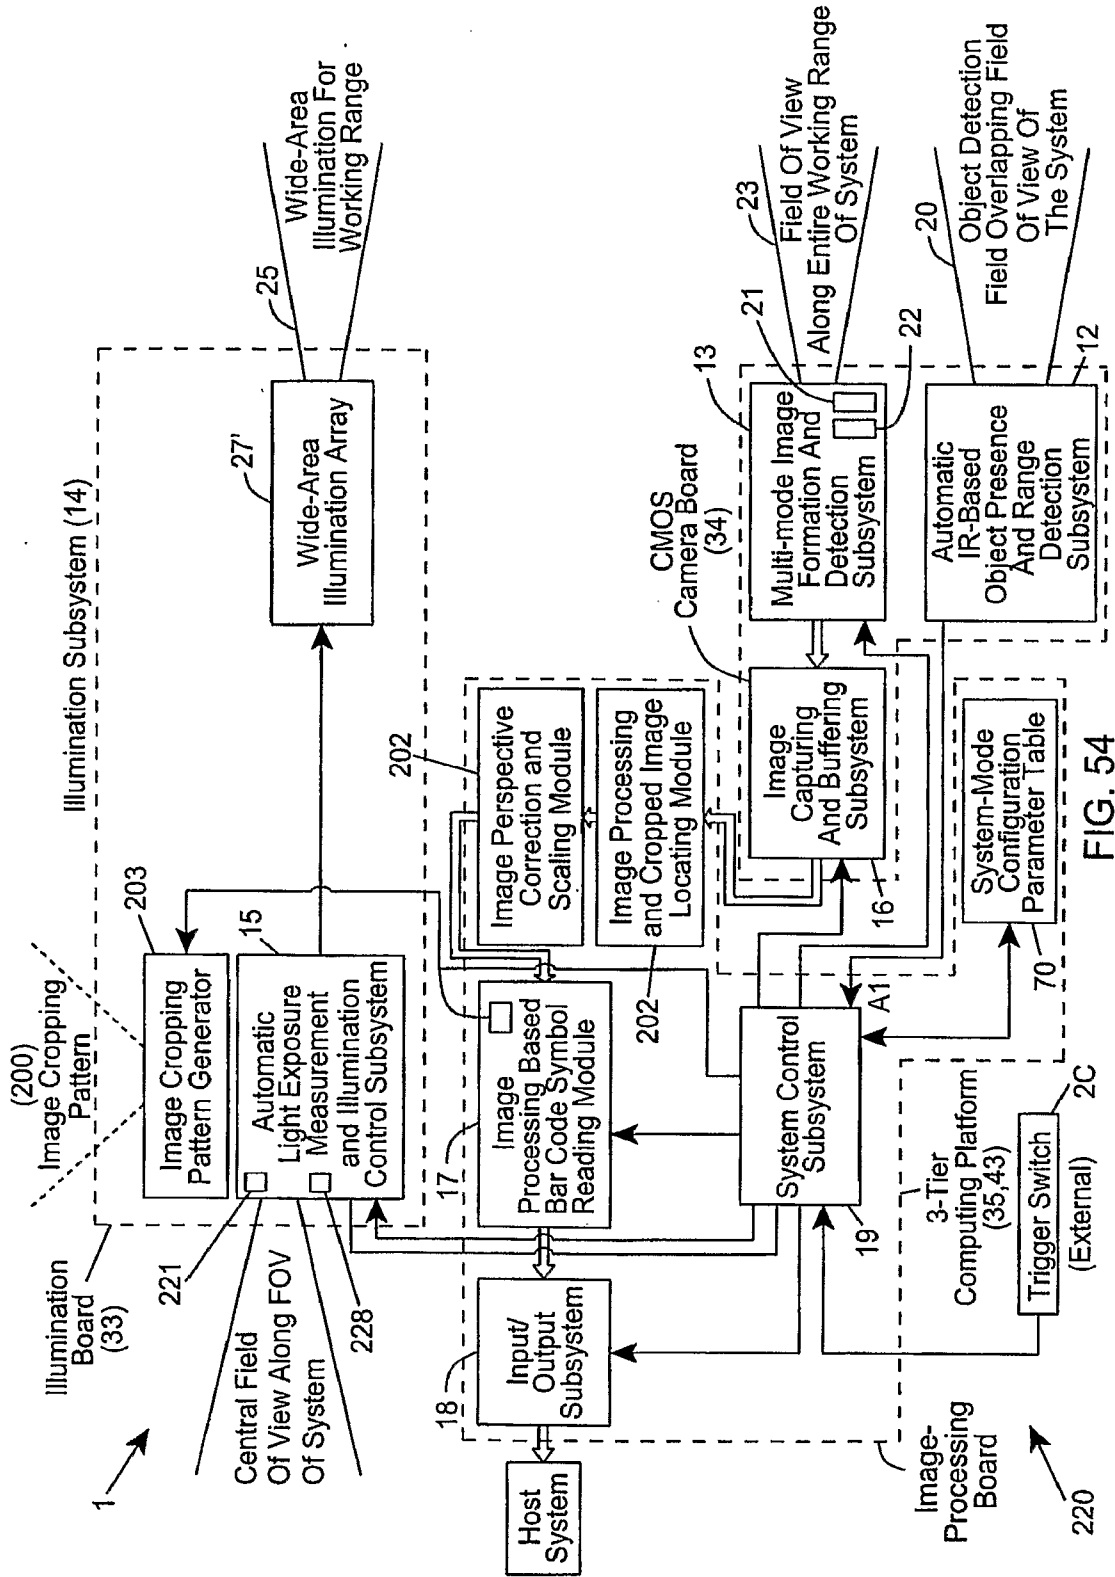 1
Illumination
Board
(33)
(200)
Image Cropping
Pattern
Illumination Subsystem (14)
203
Image Cropping
Pattern Generator
15
Automatic
Light Exposure
Measurement
and Illumination
Control Subsystem
221
228
Central Field
Of View Along FOV
Of System
27'
Wide-Area
Illumination Array
25
Wide-Area
Illumination For
Working Range
Host
System
18
Input/
Output
Subsystem
17
Image
Processing Based
Bar Code Symbol
Reading Module
202
Image Perspective
Correction and
Scaling Module
Image Processing
and Cropped Image
Locating Module
202
CMOS
Camera Board
(34)
13
Multi-mode Image
Formation And
Detection
Subsystem
21
22
23
Field Of View
Along Entire Working Range
Of System
Image
Capturing
And Buffering
Subsystem
16
System Control
Subsystem
19
A1
20
Object Detection
Field Overlapping Field
Of View Of
The System
Automatic
IR-Based
Object Presence
And Range
Detection
Subsystem
12
System-Mode
Configuration
Parameter Table
70
3-Tier
Computing Platform
(35,43)
2C
Trigger Switch
(External)
Image-
Processing
Board
220
FIG. 54